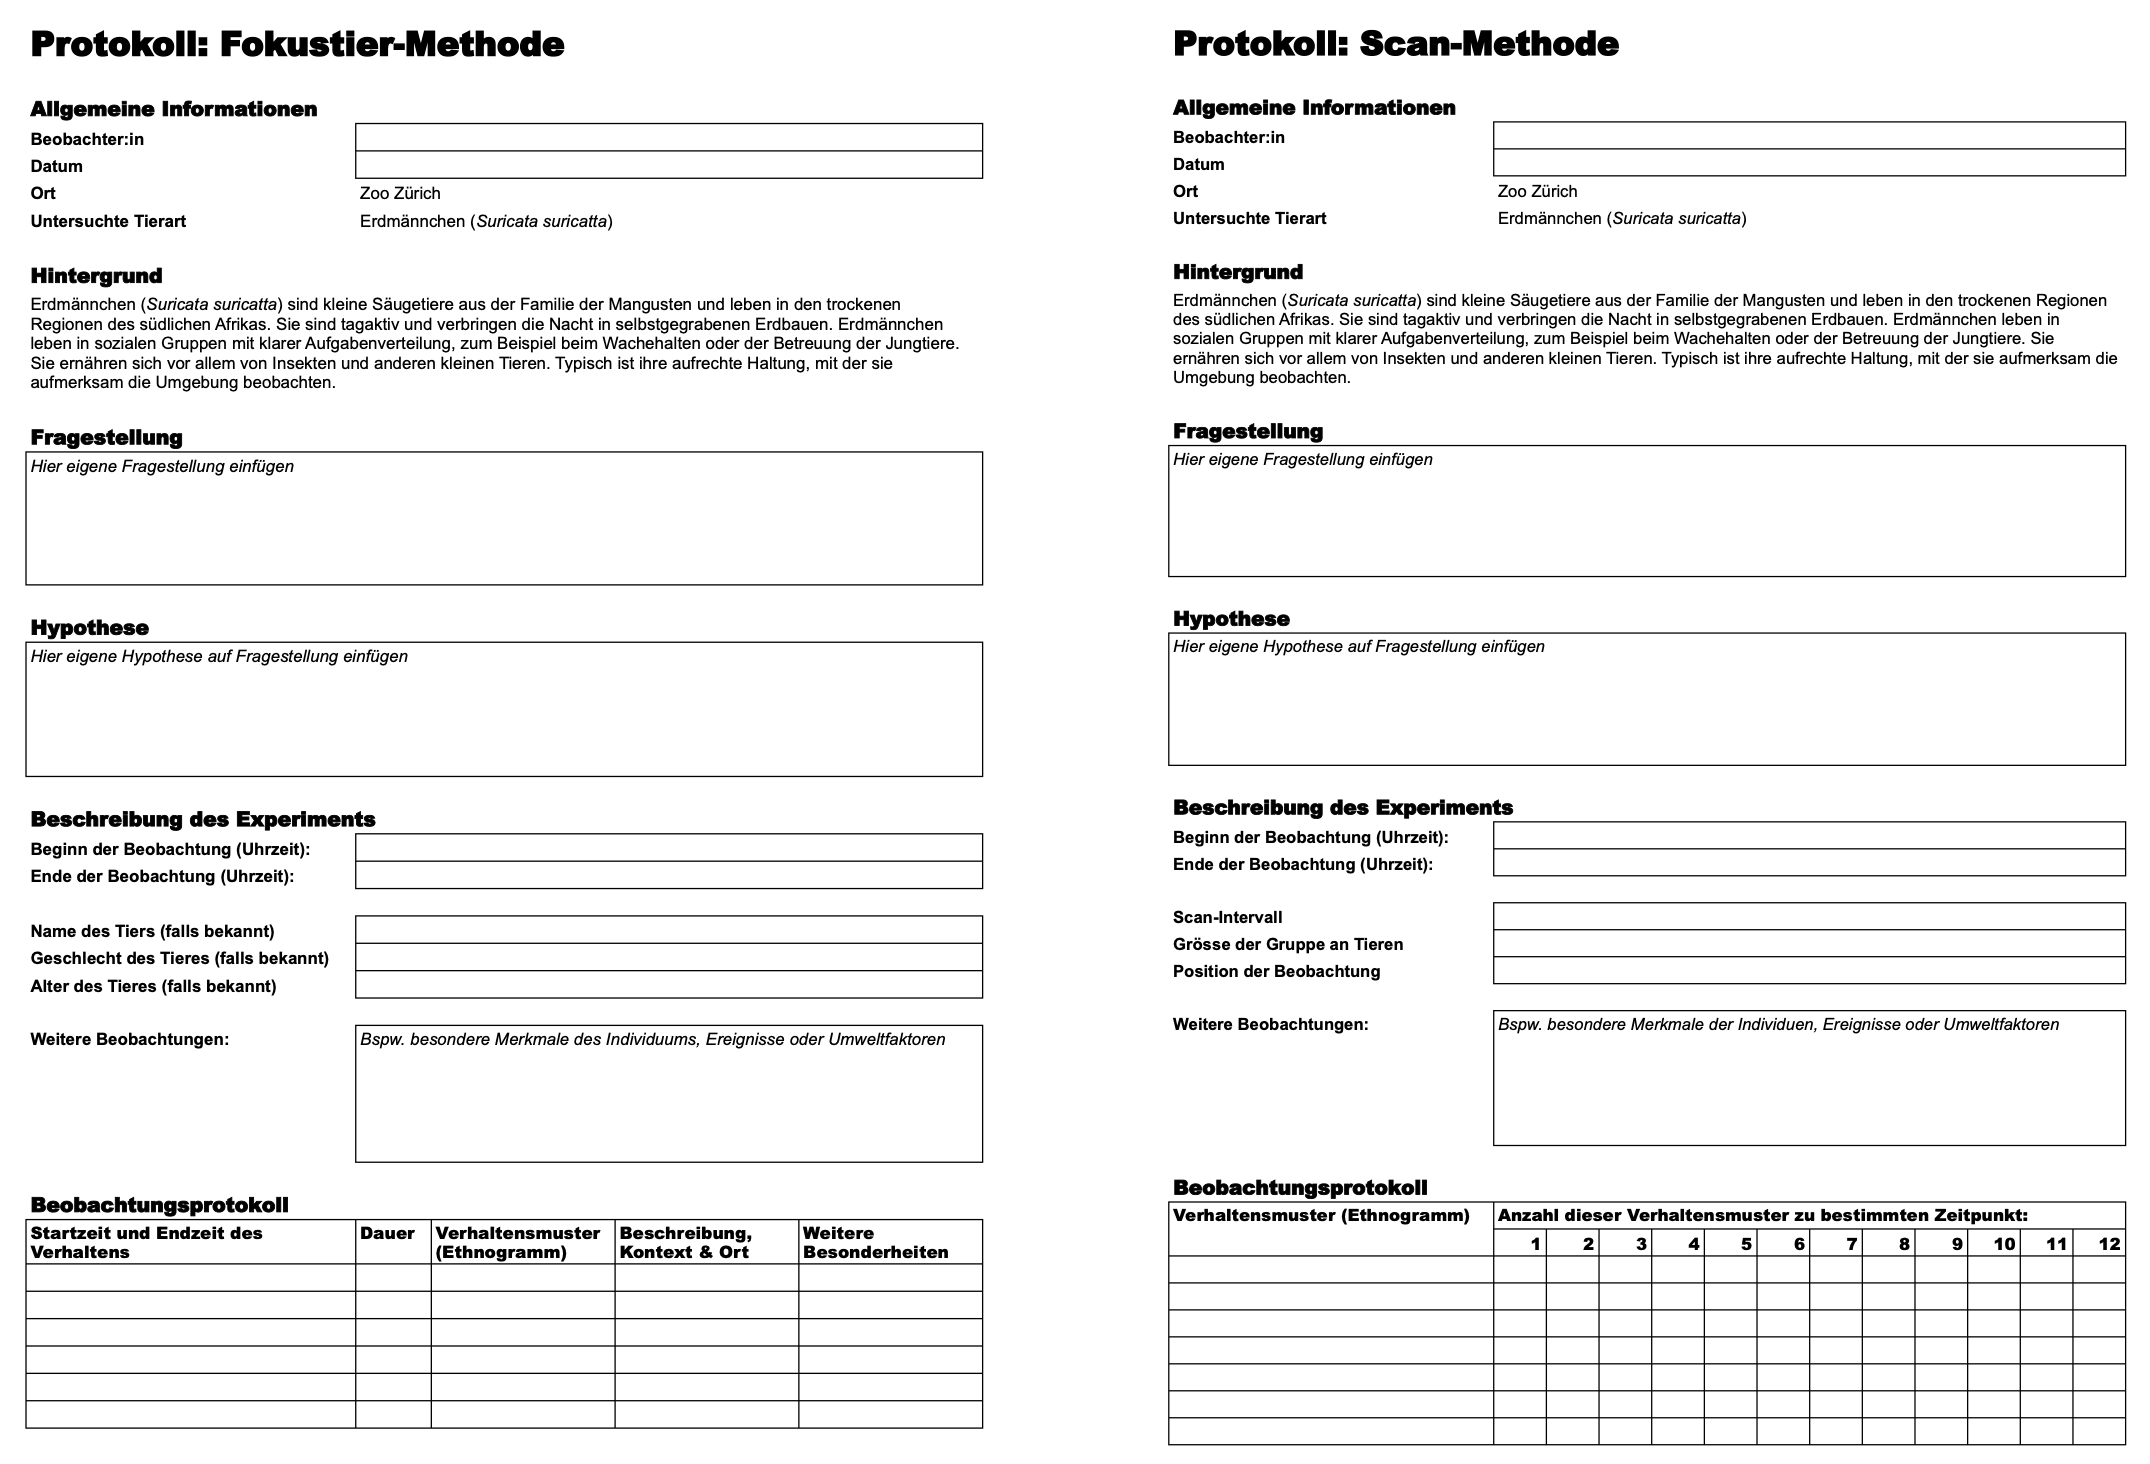 Protokoll: Fokustier-Methode
Allgemeine Informationen
Beobachter:in
Datum
Ort Zoo Zürich
Untersuchte Tierart Erdmännchen (Suricata suricatta)
Hintergrund
Erdmännchen (Suricata suricatta) sind kleine Säugetiere aus der Familie der Mangusten und leben in den trockenen
Regionen des südlichen Afrikas. Sie sind tagaktiv und verbringen die Nacht in selbstgegrabenen Erdbauen. Erdmännchen
leben in sozialen Gruppen mit klarer Aufgabenverteilung, zum Beispiel beim Wachehalten oder der Betreuung der Jungtiere.
Sie ernähren sich vor allem von Insekten und anderen kleinen Tieren. Typisch ist ihre aufrechte Haltung, mit der sie
aufmerksam die Umgebung beobachten.
Fragestellung
Hier eigene Fragestellung einfügen
Hypothese
Hier eigene Hypothese auf Fragestellung einfügen
Beschreibung des Experiments
Beginn der Beobachtung (Uhrzeit):
Ende der Beobachtung (Uhrzeit):
Name des Tiers (falls bekannt)
Geschlecht des Tieres (falls bekannt)
Alter des Tieres (falls bekannt)
Weitere Beobachtungen: Bspw. besondere Merkmale des Individuums, Ereignisse oder Umweltfaktoren
Beobachtungsprotokoll
Startzeit und Endzeit des Verhaltens Dauer Verhaltensmuster (Ethnogramm) Beschreibung, Kontext & Ort Weitere Besonderheiten
Protokoll: Scan-Methode
Allgemeine Informationen
Beobachter:in
Datum
Ort Zoo Zürich
Untersuchte Tierart Erdmännchen (Suricata suricatta)
Hintergrund
Erdmännchen (Suricata suricatta) sind kleine Säugetiere aus der Familie der Mangusten und leben in den trockenen Regionen
des südlichen Afrikas. Sie sind tagaktiv und verbringen die Nacht in selbstgegrabenen Erdbauen. Erdmännchen leben in
sozialen Gruppen mit klarer Aufgabenverteilung, zum Beispiel beim Wachehalten oder der Betreuung der Jungtiere. Sie
ernähren sich vor allem von Insekten und anderen kleinen Tieren. Typisch ist ihre aufrechte Haltung, mit der sie aufmerksam die
Umgebung beobachten.
Fragestellung
Hier eigene Fragestellung einfügen
Hypothese
Hier eigene Hypothese auf Fragestellung einfügen
Beschreibung des Experiments
Beginn der Beobachtung (Uhrzeit):
Ende der Beobachtung (Uhrzeit):
Scan-Intervall
Grösse der Gruppe an Tieren
Position der Beobachtung
Weitere Beobachtungen: Bspw. besondere Merkmale der Individuen, Ereignisse oder Umweltfaktoren
Beobachtungsprotokoll
Verhaltensmuster (Ethnogramm) Anzahl dieser Verhaltensmuster zu bestimmten Zeitpunkt:
1 2 3 4 5 6 7 8 9 10 11 12